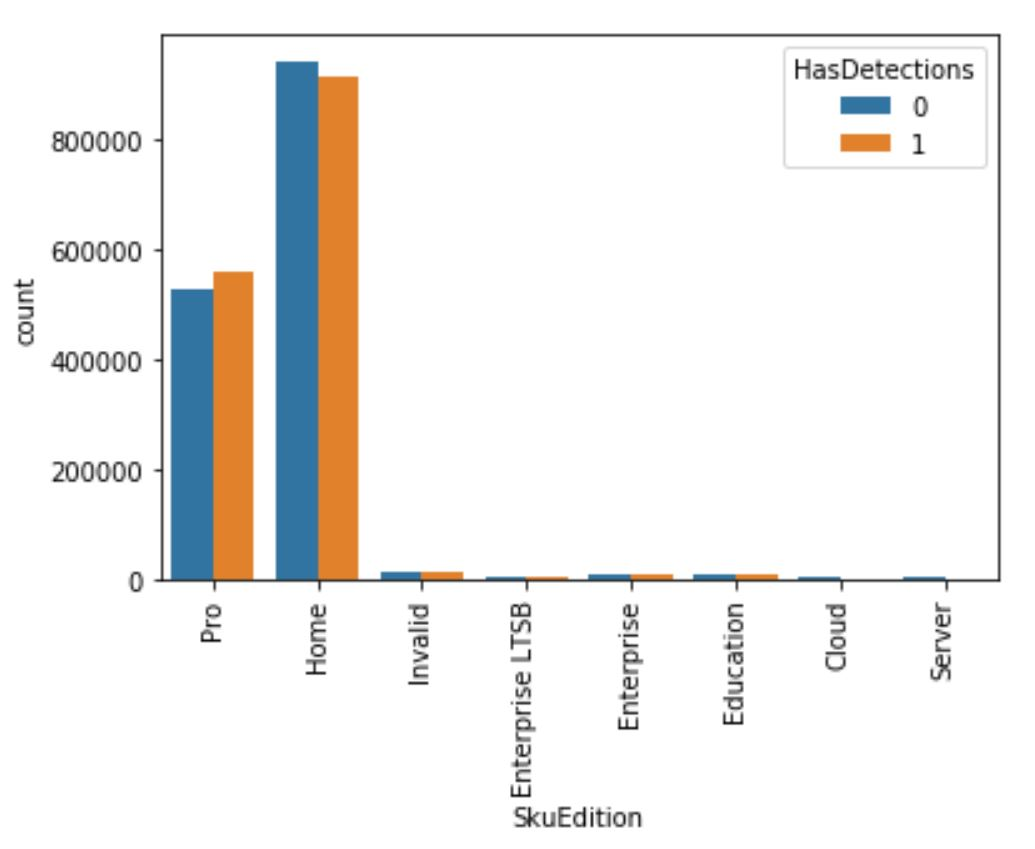 HasDetections
0
1
800000
600000
400000
200000
0
count
Pro
Home
Invalid
Enterprise LTSB
Enterprise
Education
Cloud
Server
SkuEdition